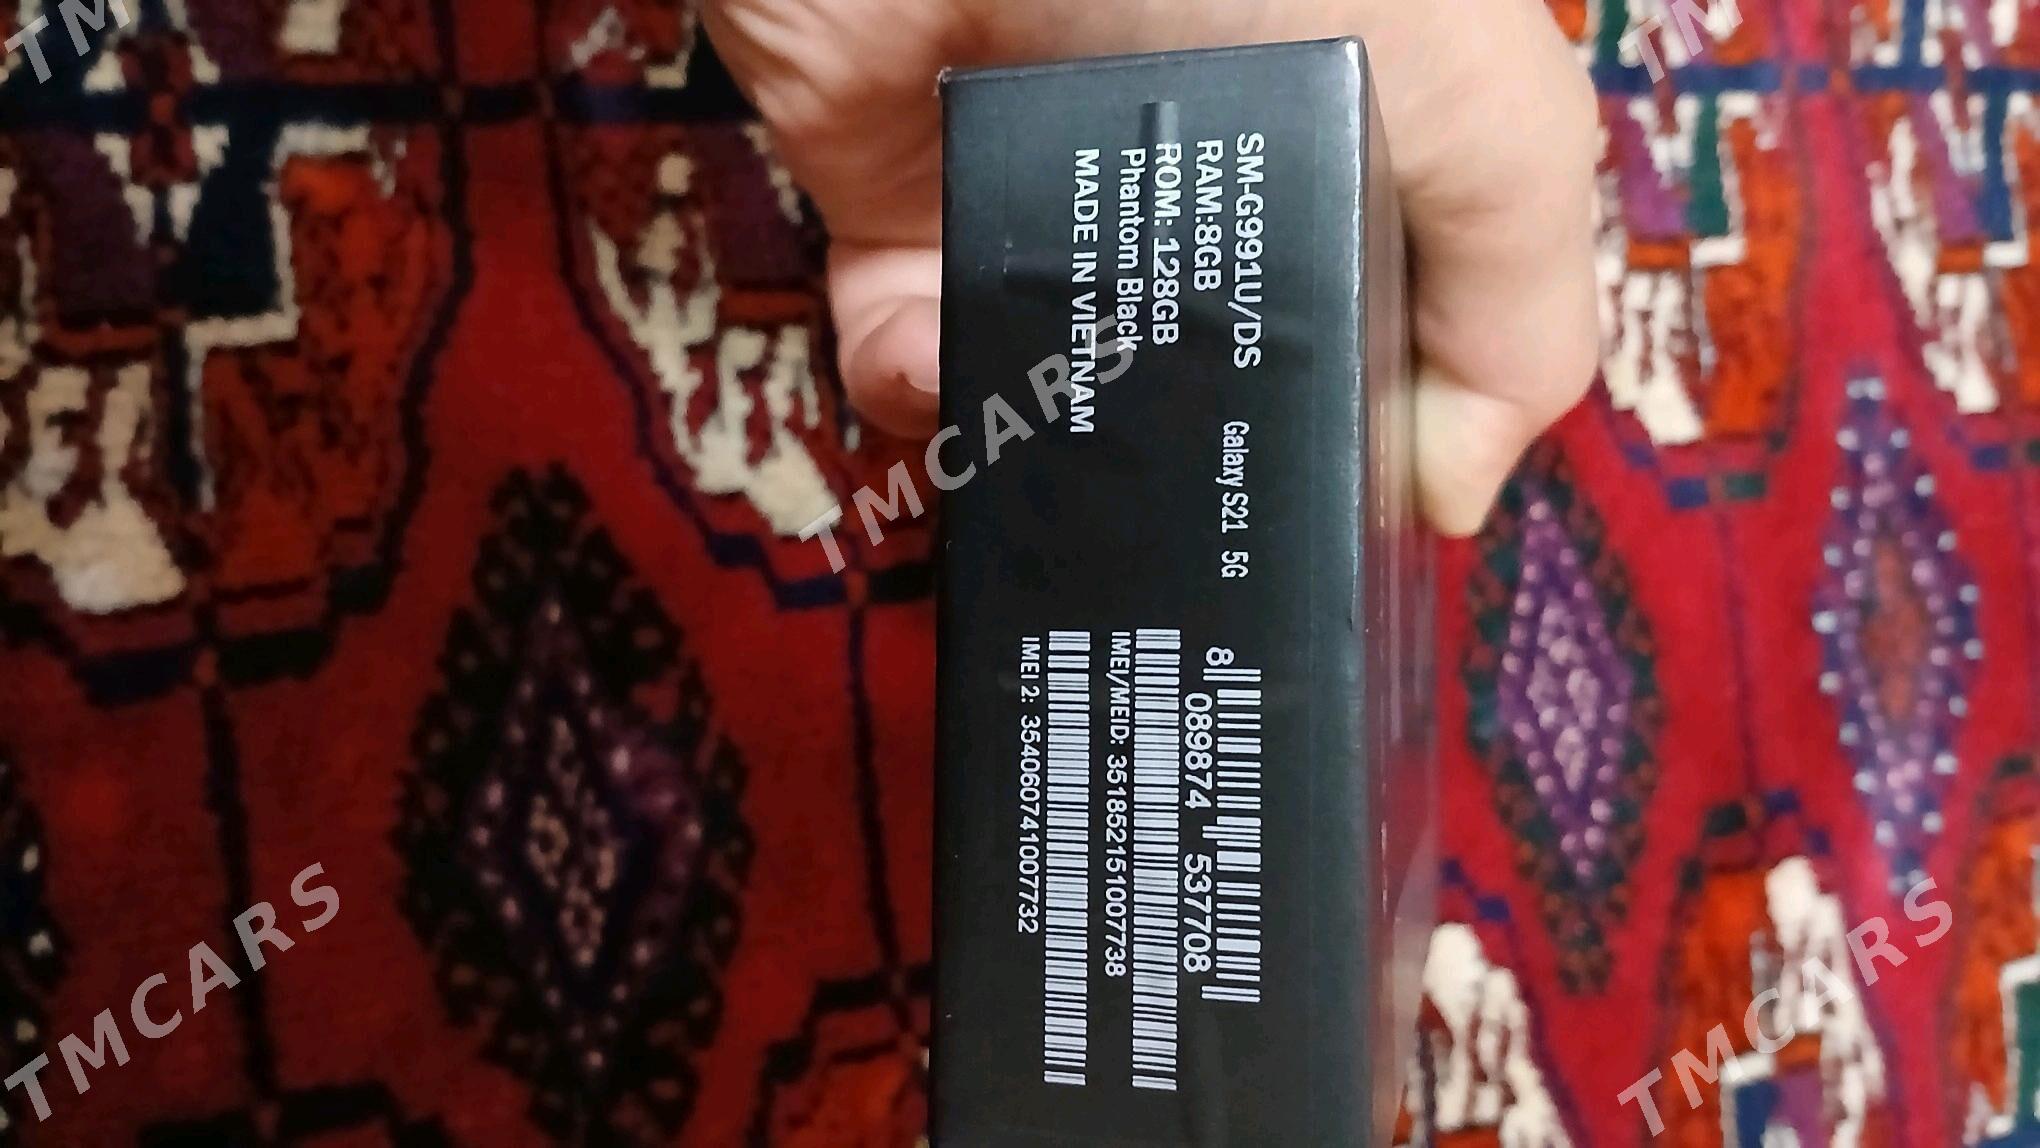 SM-G991U/DS
RAM:8GB
ROM: 128GB
Phantom Black
MADE IN VIETNAM
Galaxy S21 5G
8 089874 537708
IMEI/MEID: 351852151007738
IMEI 2: 354060741007732
TMCARS
TMCARS
TMCARS
TM
TM